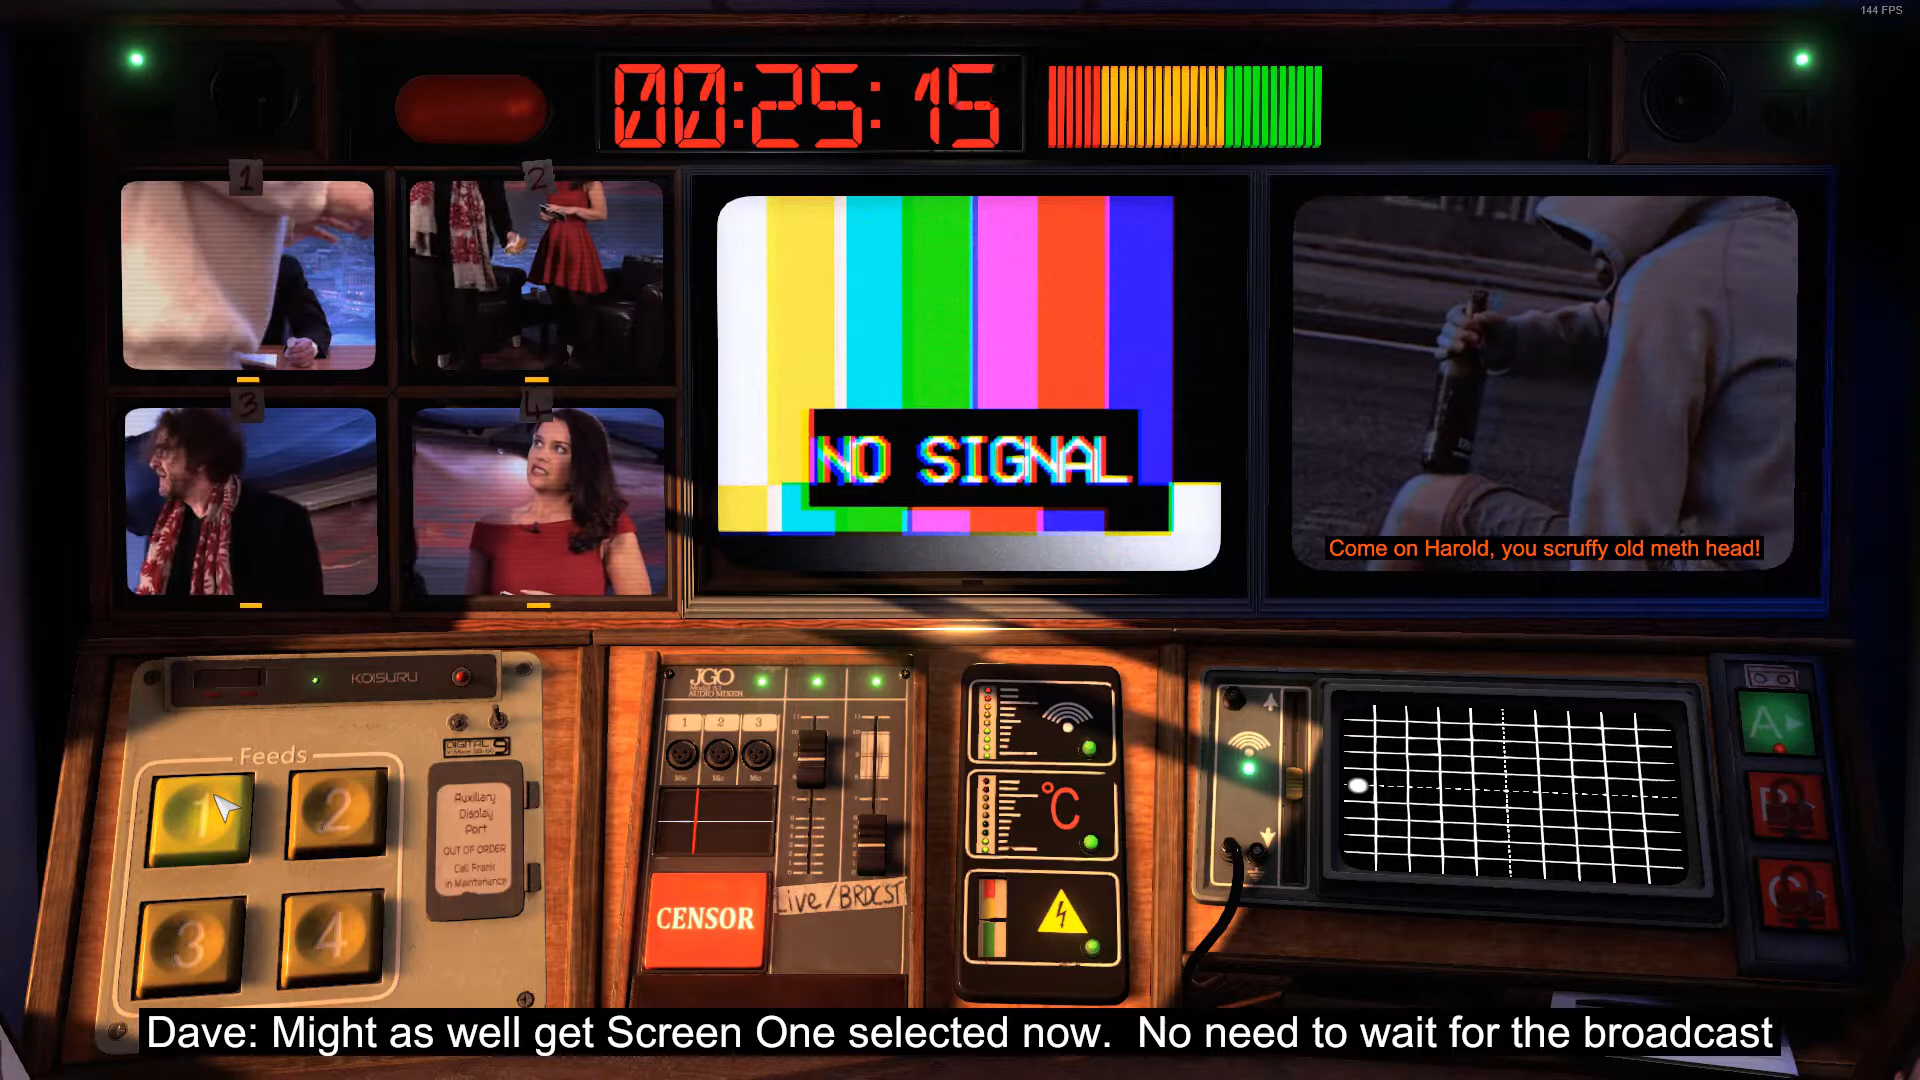 144 FPS
00:25:15
1
2
3
4
NO SIGNAL
Come on Harold, you scruffy old meth head!
KOISURU
DIGITAL 9
Feeds
1
2
3
4
Auxillary
Display
Port
OUT OF ORDER
Call Frank
in Maintenance
JGO
AUDIO MIXER
1 2 3
Mic Mic Mic
CENSOR
Live/BRDCST
°C
A
B
C
Dave: Might as well get Screen One selected now. No need to wait for the broadcast